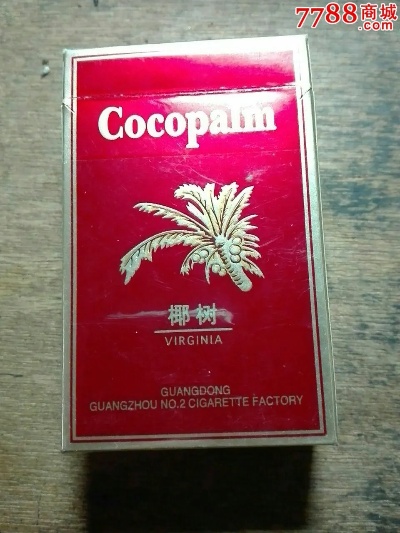 7788商城
.com
Cocopalm
椰树
VIRGINIA
GUANGDONG
GUANGZHOU NO.2 CIGARETTE FACTORY